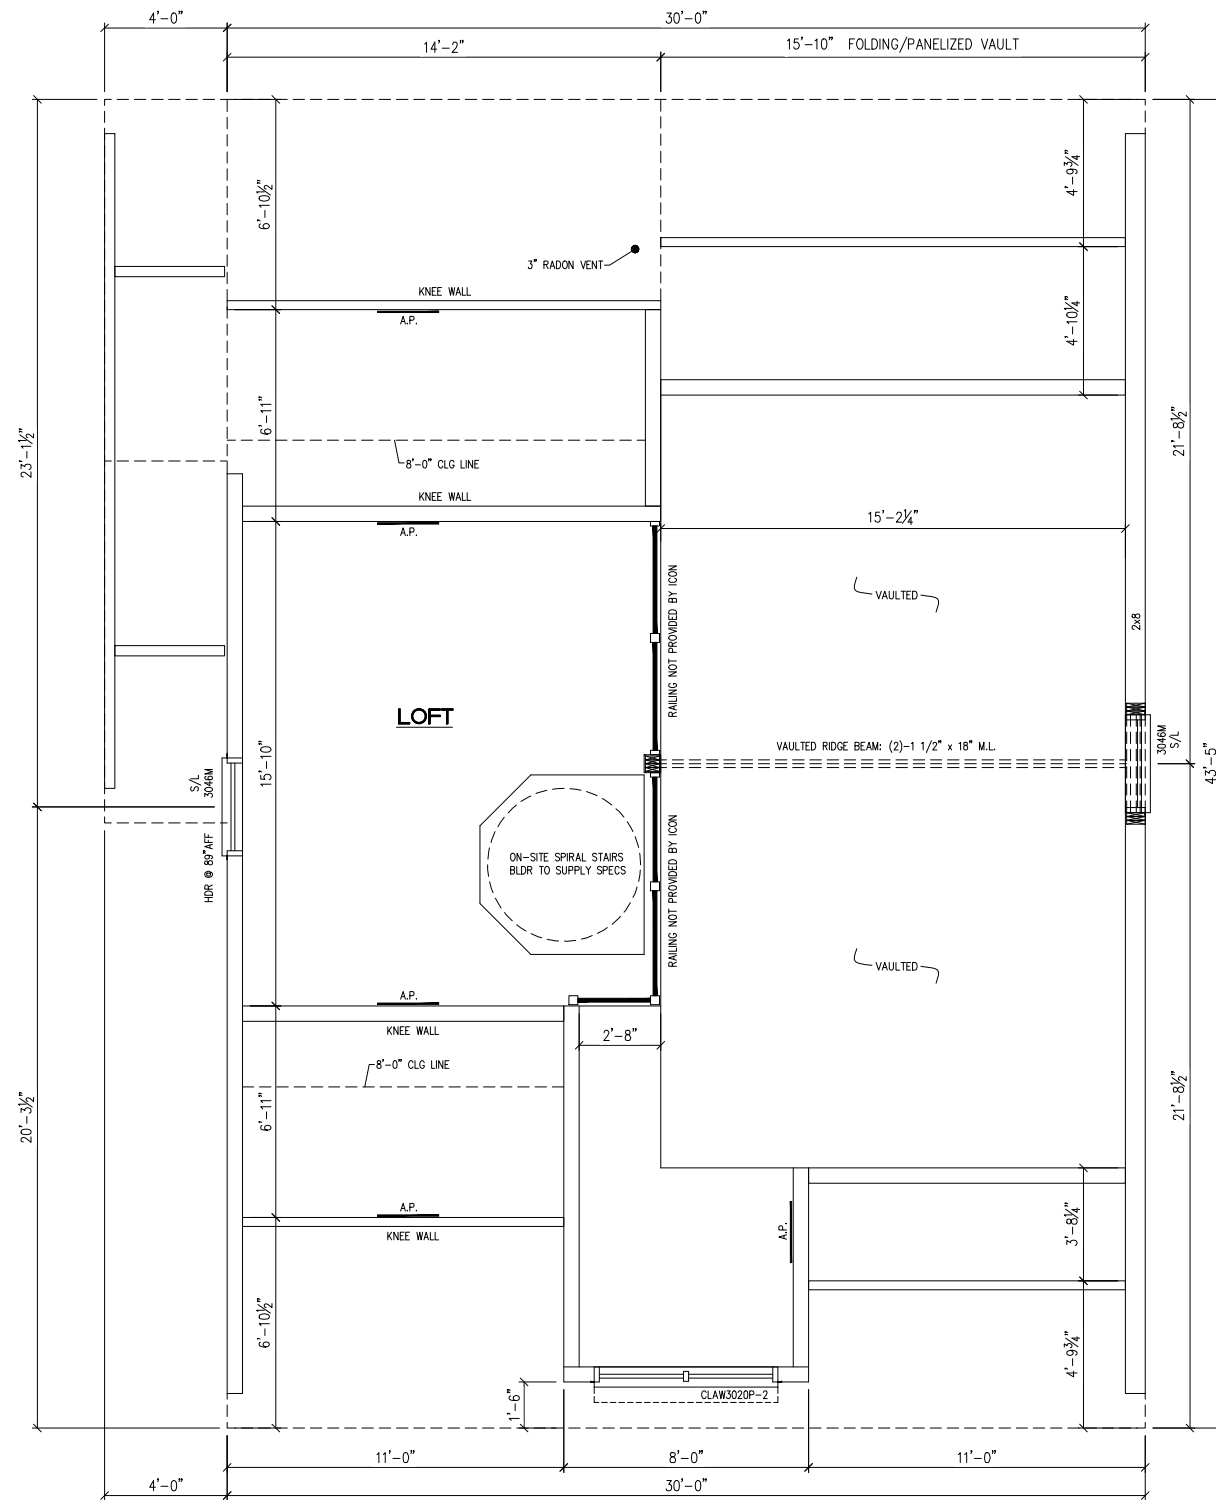 4'-0"
30'-0"
14'-2"
15'-10" FOLDING/PANELIZED VAULT
6'-10½"
4'-9¾"
3" RADON VENT
KNEE WALL
A.P.
4'-10¼"
6'-11"
23'-1½"
21'-8½"
8'-0" CLG LINE
KNEE WALL
A.P.
15'-2¼"
RAILING NOT PROVIDED BY ICON
VAULTED
2x8
LOFT
VAULTED RIDGE BEAM: (2)-1 1/2" x 18" M.L.
3046M
S/L
43'-5"
S/L
3046M
15'-10"
HDR @ 89"AFF
ON-SITE SPIRAL STAIRS
BLDR TO SUPPLY SPECS
RAILING NOT PROVIDED BY ICON
VAULTED
A.P.
KNEE WALL
2'-8"
8'-0" CLG LINE
6'-11"
20'-3½"
21'-8½"
A.P.
KNEE WALL
A.P.
3'-8¼"
6'-10½"
4'-9¾"
CLAW3020P-2
1'-6"
11'-0"
8'-0"
11'-0"
4'-0"
30'-0"